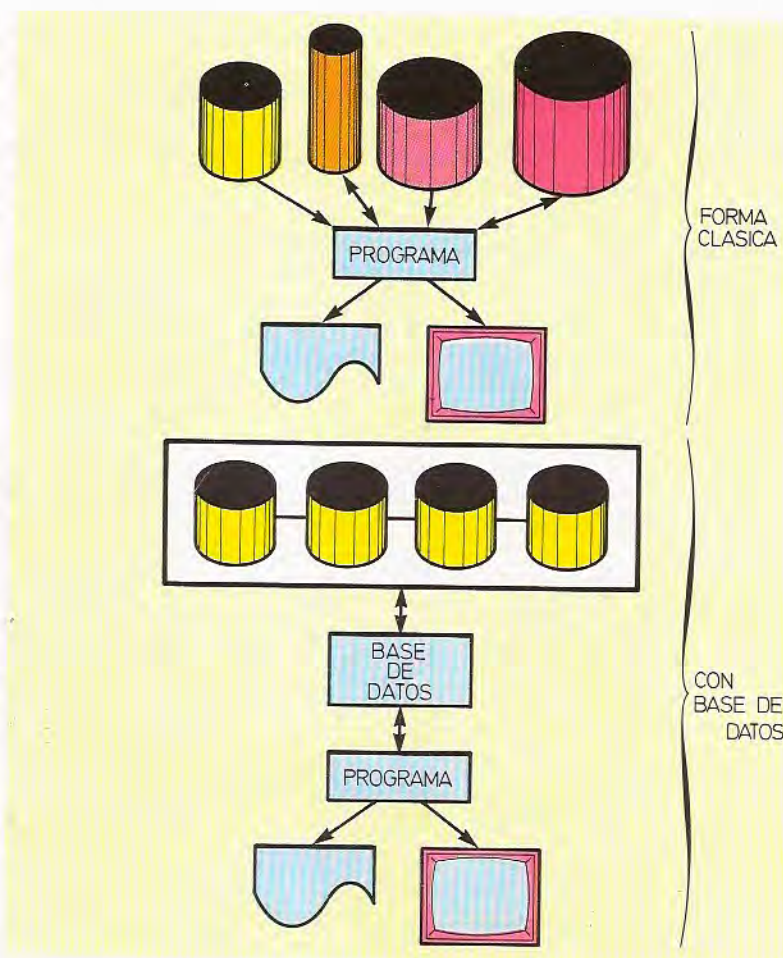 PROGRAMA
FORMA
CLASICA
BASE
DE
DATOS
CON
BASE DE
DATOS
PROGRAMA